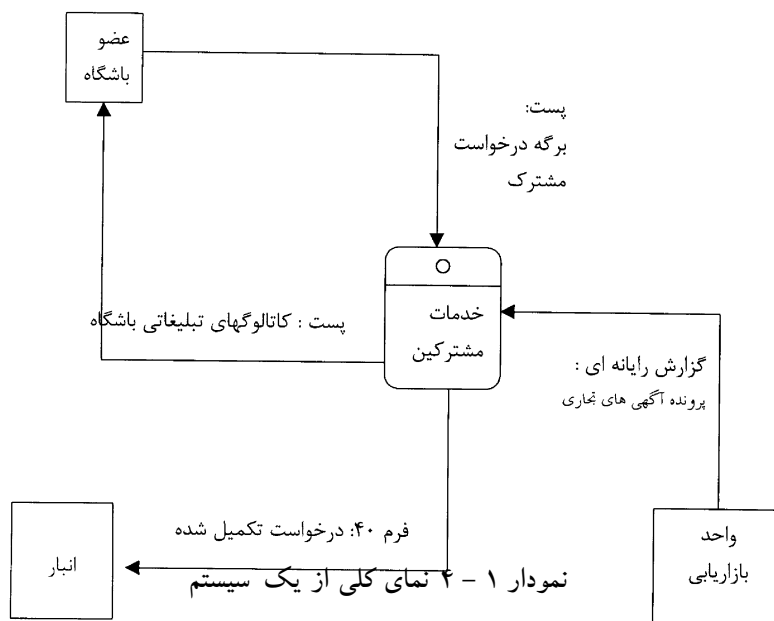 عضو
باشگاه
پست:
برگه درخواست
مشترک
o
خدمات
مشترکین
پست : کاتالوگهای تبلیغاتی باشگاه
گزارش رایانه ای :
پرونده آگهی های تجاری
فرم ۴۰: درخواست تکمیل شده
انبار
واحد
بازاریابی
نمودار ۱ – ۴ نمای کلی از یک سیستم